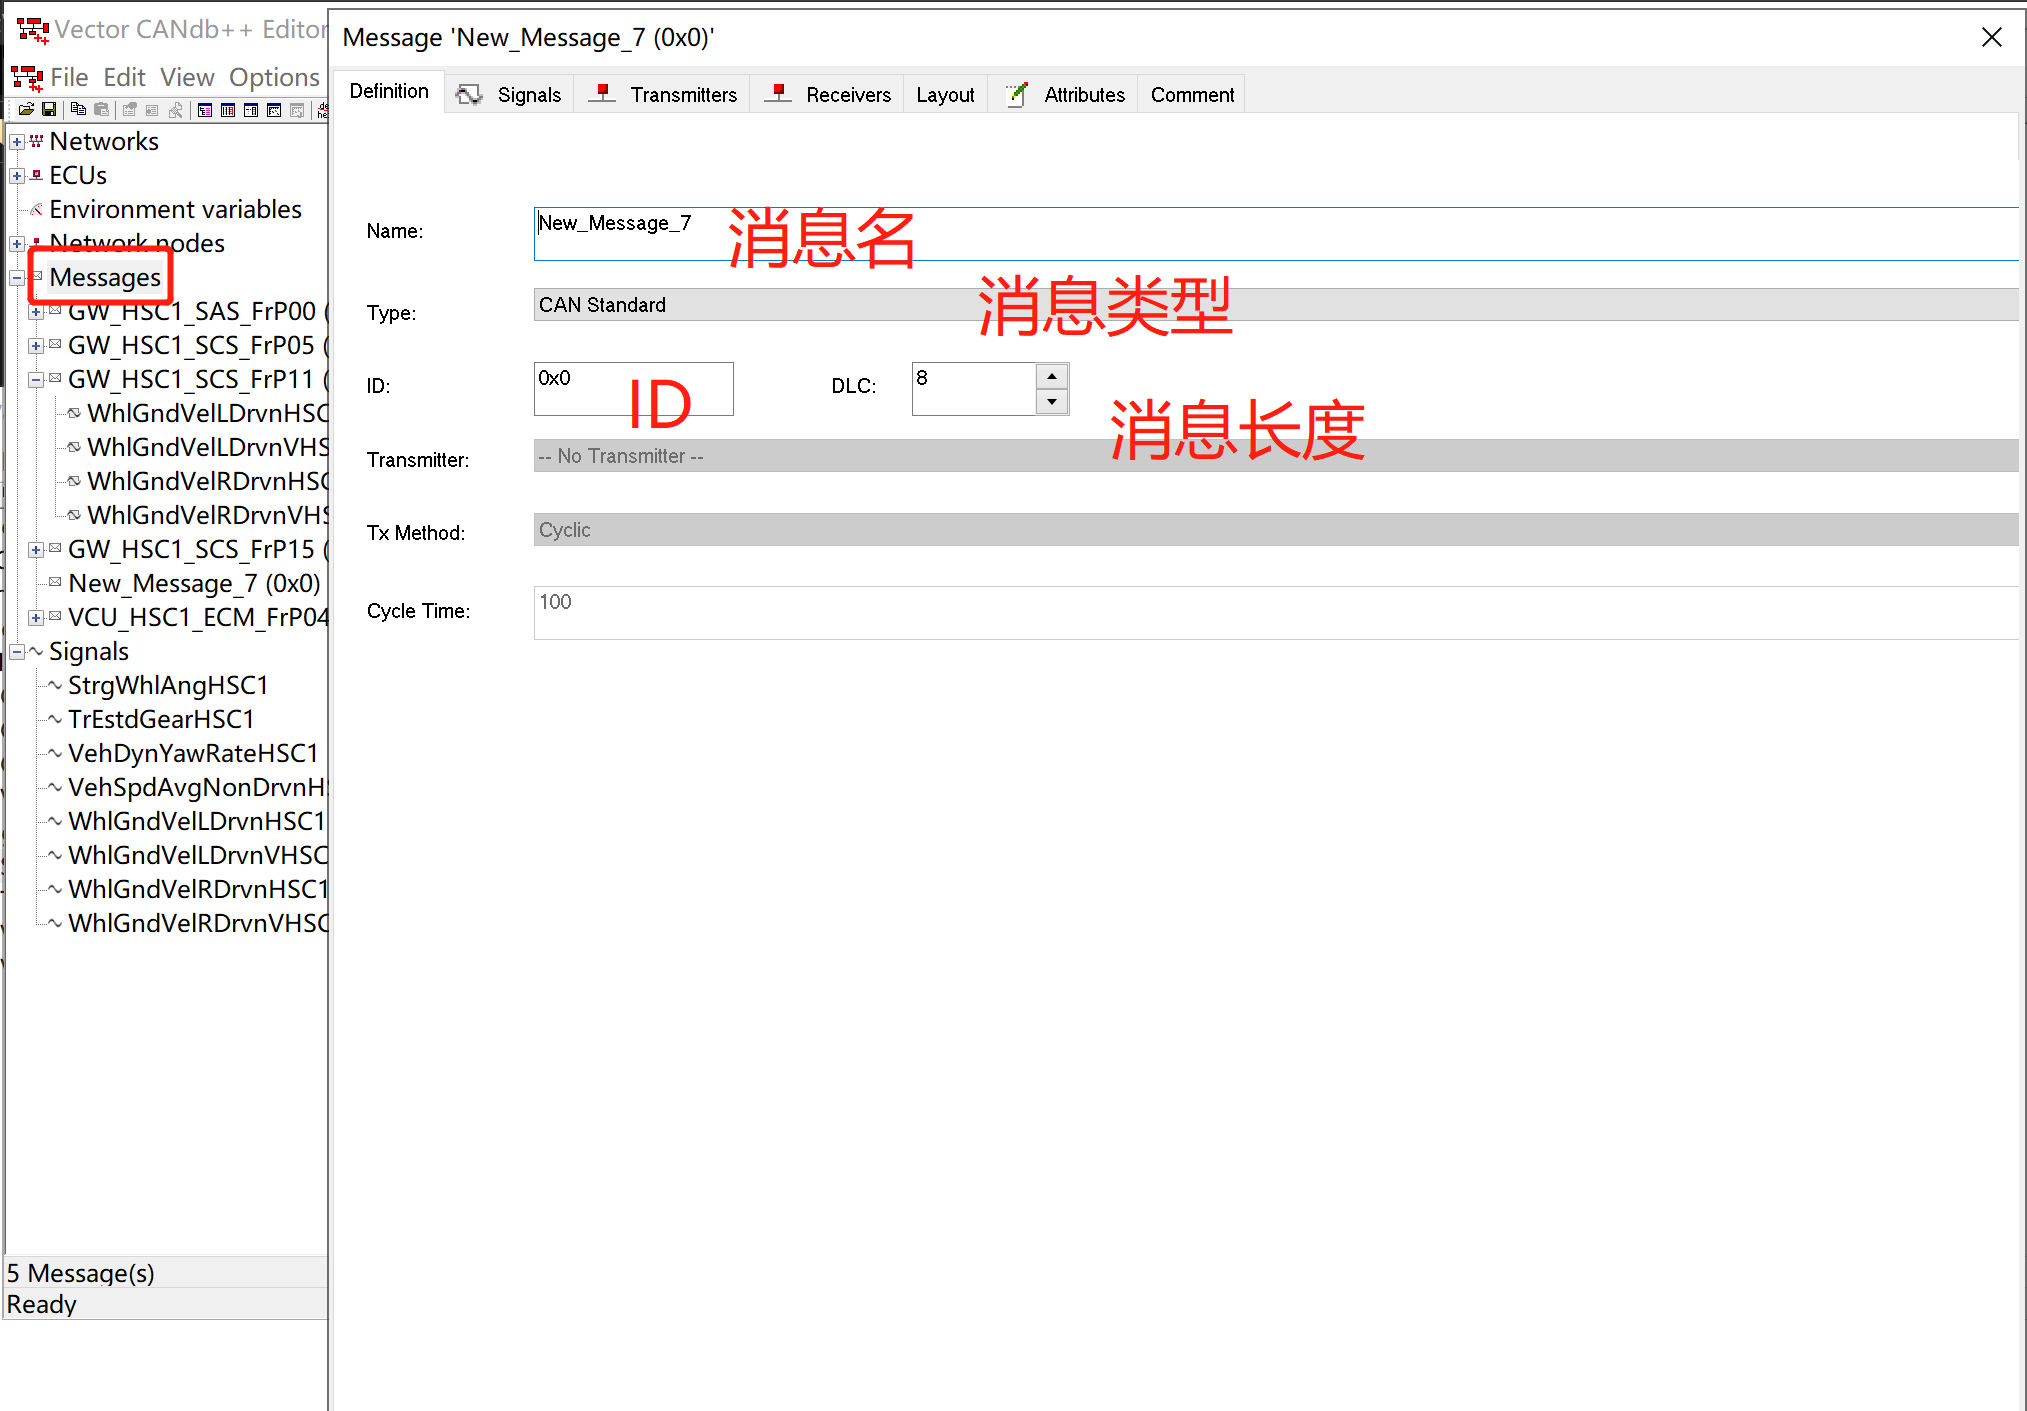 Vector CANdb++ Editor
File Edit View Options
Networks
ECUs
Environment variables
Network nodes
Messages
GW_HSC1_SAS_FrP00 (
GW_HSC1_SCS_FrP05 (
GW_HSC1_SCS_FrP11 (
WhlGndVelLDrvnHSC
WhlGndVelLDrvnVHS
WhlGndVelRDrvnHSC
WhlGndVelRDrvnVHS
GW_HSC1_SCS_FrP15 (
New_Message_7 (0x0)
VCU_HSC1_ECM_FrP04
Signals
StrgWhlAngHSC1
TrEstdGearHSC1
VehDynYawRateHSC1
VehSpdAvgNonDrvnHS
WhlGndVelLDrvnHSC1
WhlGndVelLDrvnVHSC
WhlGndVelRDrvnHSC1
WhlGndVelRDrvnVHSC
5 Message(s)
Ready
Message 'New_Message_7 (0x0)'
Definition Signals Transmitters Receivers Layout Attributes Comment
Name: New_Message_7 消息名
Type: CAN Standard 消息类型
ID: 0x0 ID DLC: 8 消息长度
Transmitter: -- No Transmitter --
Tx Method: Cyclic
Cycle Time: 100